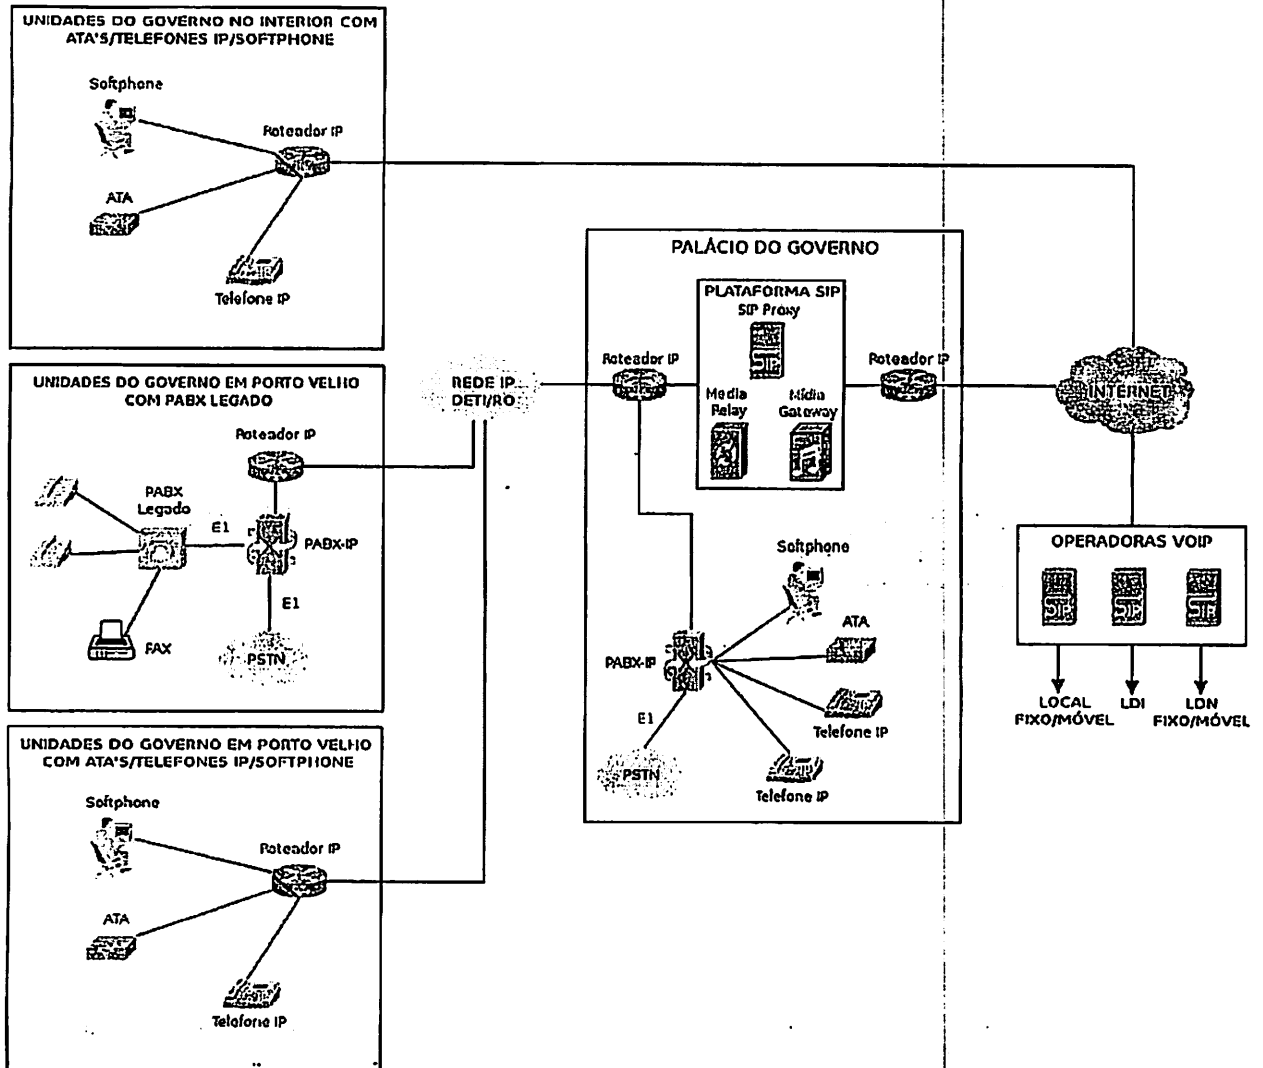 UNIDADES DO GOVERNO NO INTERIOR COM
ATA'S/TELEFONES IP/SOFTPHONE
Softphone
Roteador IP
ATA
Telefone IP
UNIDADES DO GOVERNO EM PORTO VELHO
COM PABX LEGADO
Roteador IP
PABX
Legado
E1
PABX-IP
E1
FAX
PSTN
UNIDADES DO GOVERNO EM PORTO VELHO
COM ATA'S/TELEFONES IP/SOFTPHONE
Softphone
Roteador IP
ATA
Telefone IP
REDE IP
DETI/RO
PALÁCIO DO GOVERNO
PLATAFORMA SIP
SIP Proxy
SIP
Roteador IP
Media
Relay
Mídia
Gateway
Roteador IP
Softphone
ATA
PABX-IP
E1
Telefone IP
PSTN
Telefone IP
INTERNET
OPERADORAS VOIP
SIP
SIP
SIP
LOCAL
FIXO/MÓVEL
LDI
LDN
FIXO/MÓVEL